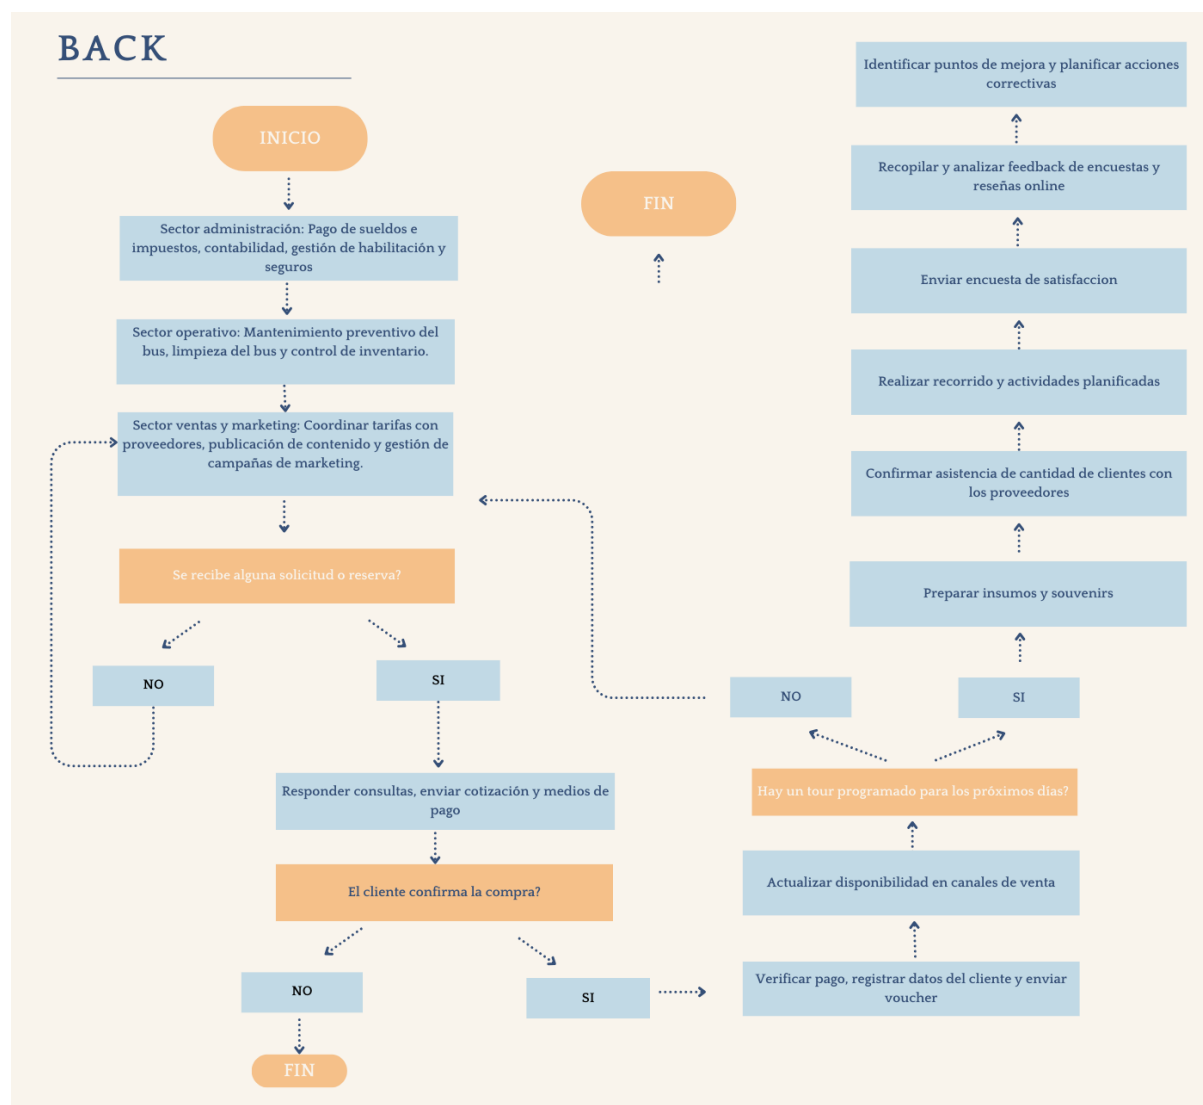 BACK
INICIO
Sector administración: Pago de sueldos e
impuestos, contabilidad, gestión de habilitación y
seguros
Sector operativo: Mantenimiento preventivo del
bus, limpieza del bus y control de inventario.
Sector ventas y marketing: Coordinar tarifas con
proveedores, publicación de contenido y gestión de
campañas de marketing.
Se recibe alguna solicitud o reserva?
NO
SI
Responder consultas, enviar cotización y medios de
pago
El cliente confirma la compra?
NO
SI
FIN
Verificar pago, registrar datos del cliente y enviar
voucher
Actualizar disponibilidad en canales de venta
Hay un tour programado para los próximos días?
NO
SI
Preparar insumos y souvenirs
Confirmar asistencia de cantidad de clientes con
los proveedores
Realizar recorrido y actividades planificadas
Enviar encuesta de satisfaccion
Recopilar y analizar feedback de encuestas y
reseñas online
Identificar puntos de mejora y planificar acciones
correctivas
FIN